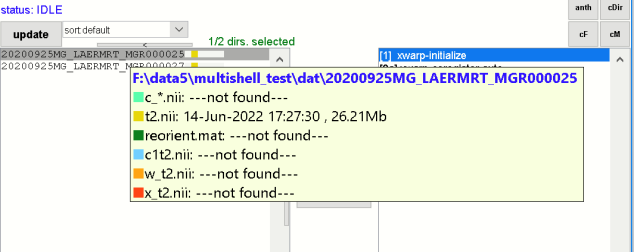 status: IDLE
anth
cDir
update
sort default
cF
cM
1/2 dirs. selected
20200925MG_LAERMRT_MGR000025
[1] xwarp-initialize
F:\data5\multishell_test\dat\20200925MG_LAERMRT_MGR000025
c_*.nii: ---not found---
t2.nii: 14-Jun-2022 17:27:30 , 26.21Mb
reorient.mat: ---not found---
c1t2.nii: ---not found---
w_t2.nii: ---not found---
x_t2.nii: ---not found---